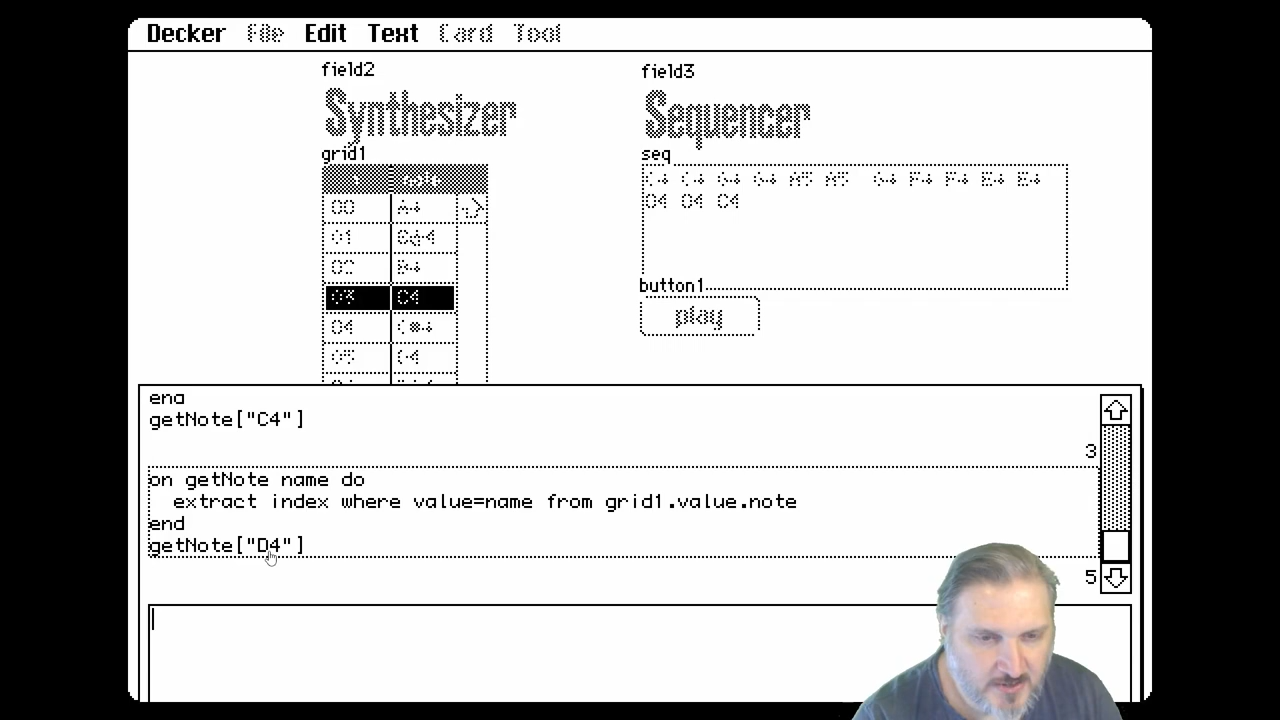 Decker File Edit Text Card Tool
field2
Synthesizer
grid1
note
00 A4
01
02 B4
03 C4
04
05
field3
Sequencer
seq
C4 C4 G4 G4 A5 A5 G4 F4 F4 E4 E4
D4 D4 C4
button1
play
getNote["C4"]
3
on getNote name do
extract index where value=name from grid1.value.note
end
getNote["D4"]
5